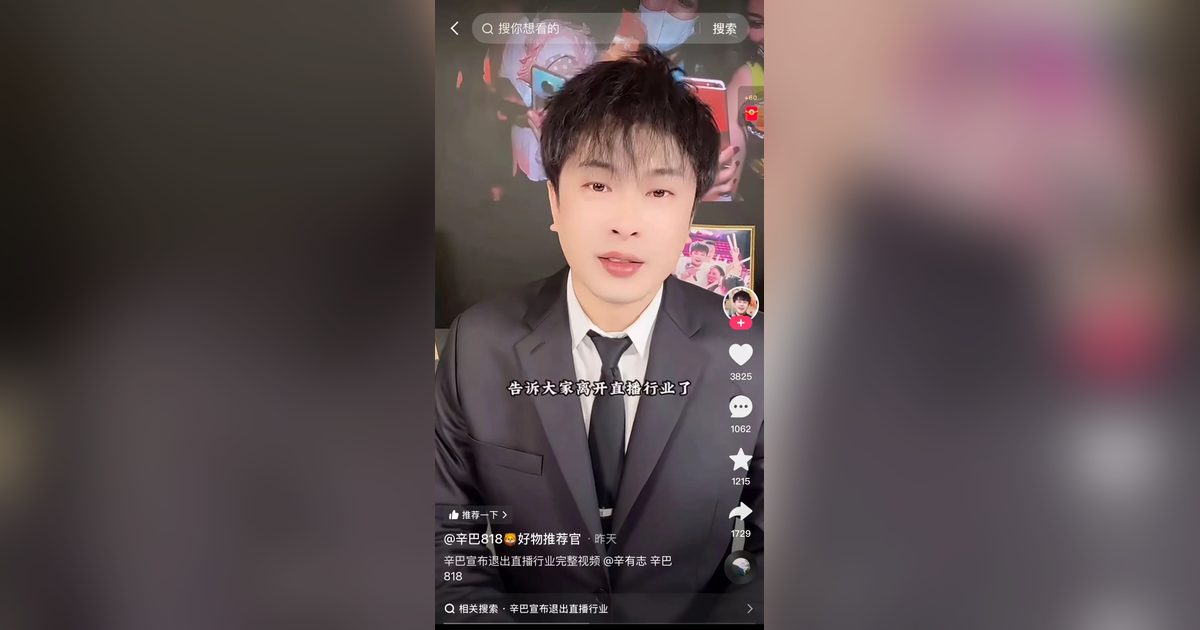 搜你想看的
搜索
+60
告诉大家离开直播行业了
3825
1062
1215
1729
推荐一下
@辛巴818🦁好物推荐官 · 昨天
辛巴宣布退出直播行业完整视频 @辛有志 辛巴
818
相关搜索 · 辛巴宣布退出直播行业